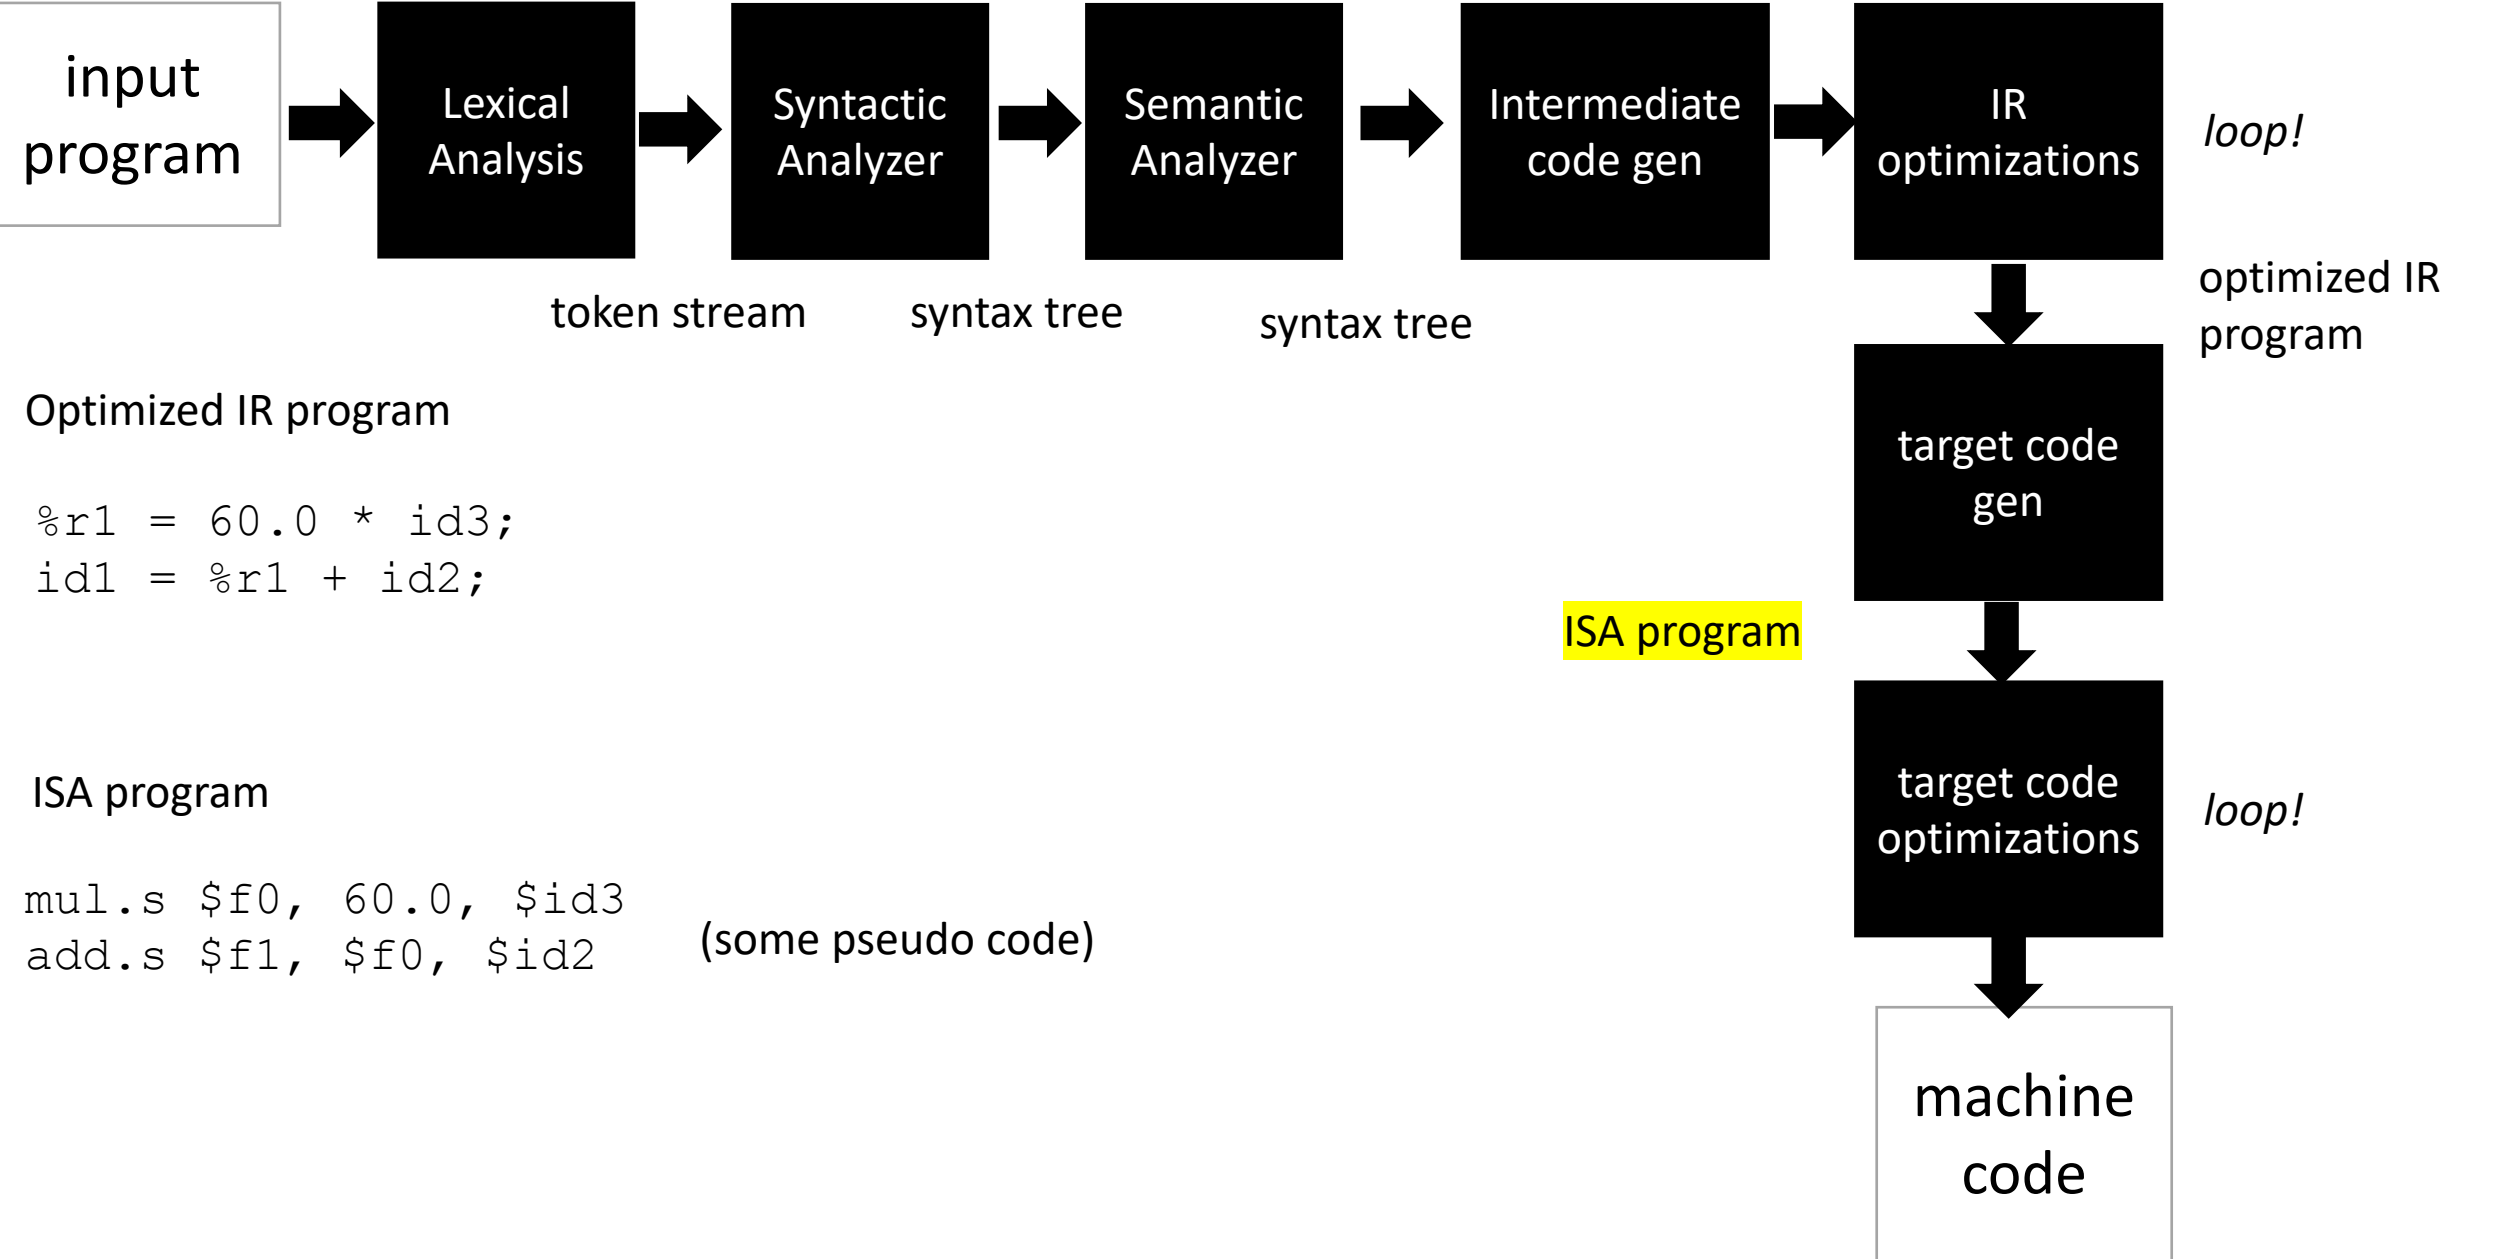 input
program
Lexical
Analysis
Syntactic
Analyzer
Semantic
Analyzer
Intermediate
code gen
IR
optimizations
loop!
token stream
syntax tree
syntax tree
optimized IR
program
Optimized IR program
%r1 = 60.0 * id3;
id1 = %r1 + id2;
target code
gen
ISA program
ISA program
mul.s $f0, 60.0, $id3
add.s $f1, $f0, $id2
(some pseudo code)
target code
optimizations
loop!
machine
code